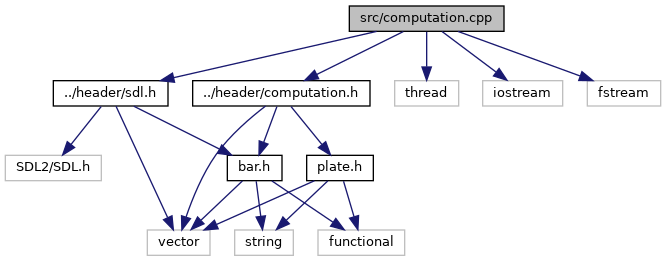 src/computation.cpp
../header/sdl.h
../header/computation.h
thread
iostream
fstream
SDL2/SDL.h
bar.h
plate.h
vector
string
functional